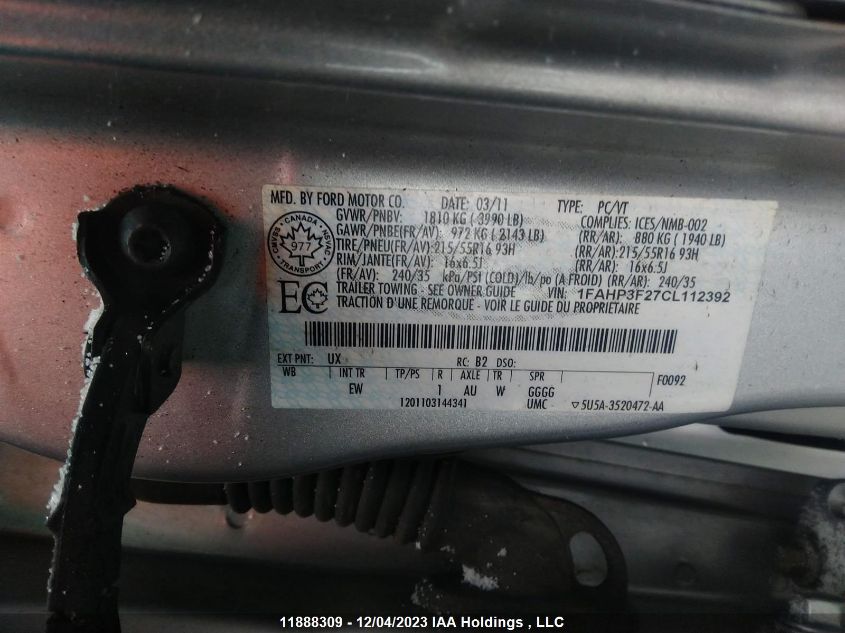 MFD. BY FORD MOTOR CO. DATE: 03/11 TYPE: PC/VT
GVWR/PNBV: 1810 KG ( 3990 LB) COMPLIES: ICES/NMB-002
GAWR/PNBE(FR/AV): 972 KG ( 2143 LB) (RR/AR): 880 KG ( 1940 LB)
TIRE/PNEU(FR/AV): 215/55R16 93H (RR/AR): 215/55R16 93H
RIM/JANTE(FR/AV): 16x6.5J (RR/AR): 16x6.5J
(FR/AV): 240/35 kPa/PSI (COLD)/lb/po (A FROID) (RR/AR): 240/35
TRAILER TOWING - SEE OWNER GUIDE VIN: 1FAHP3F27CL112392
TRACTION D'UNE REMORQUE - VOIR LE GUIDE DU PROPRIETAIRE
CANADA
CMVSS NSVAC
977
TRANSPORT
EC
EXT PNT: UX RC: B2 DSO:
WB INT TR TP/PS R AXLE TR SPR F0092
EW 1 AU W GGGG
1201103144341 UMC ▽5U5A-3520472-AA
11888309 - 12/04/2023 IAA Holdings , LLC